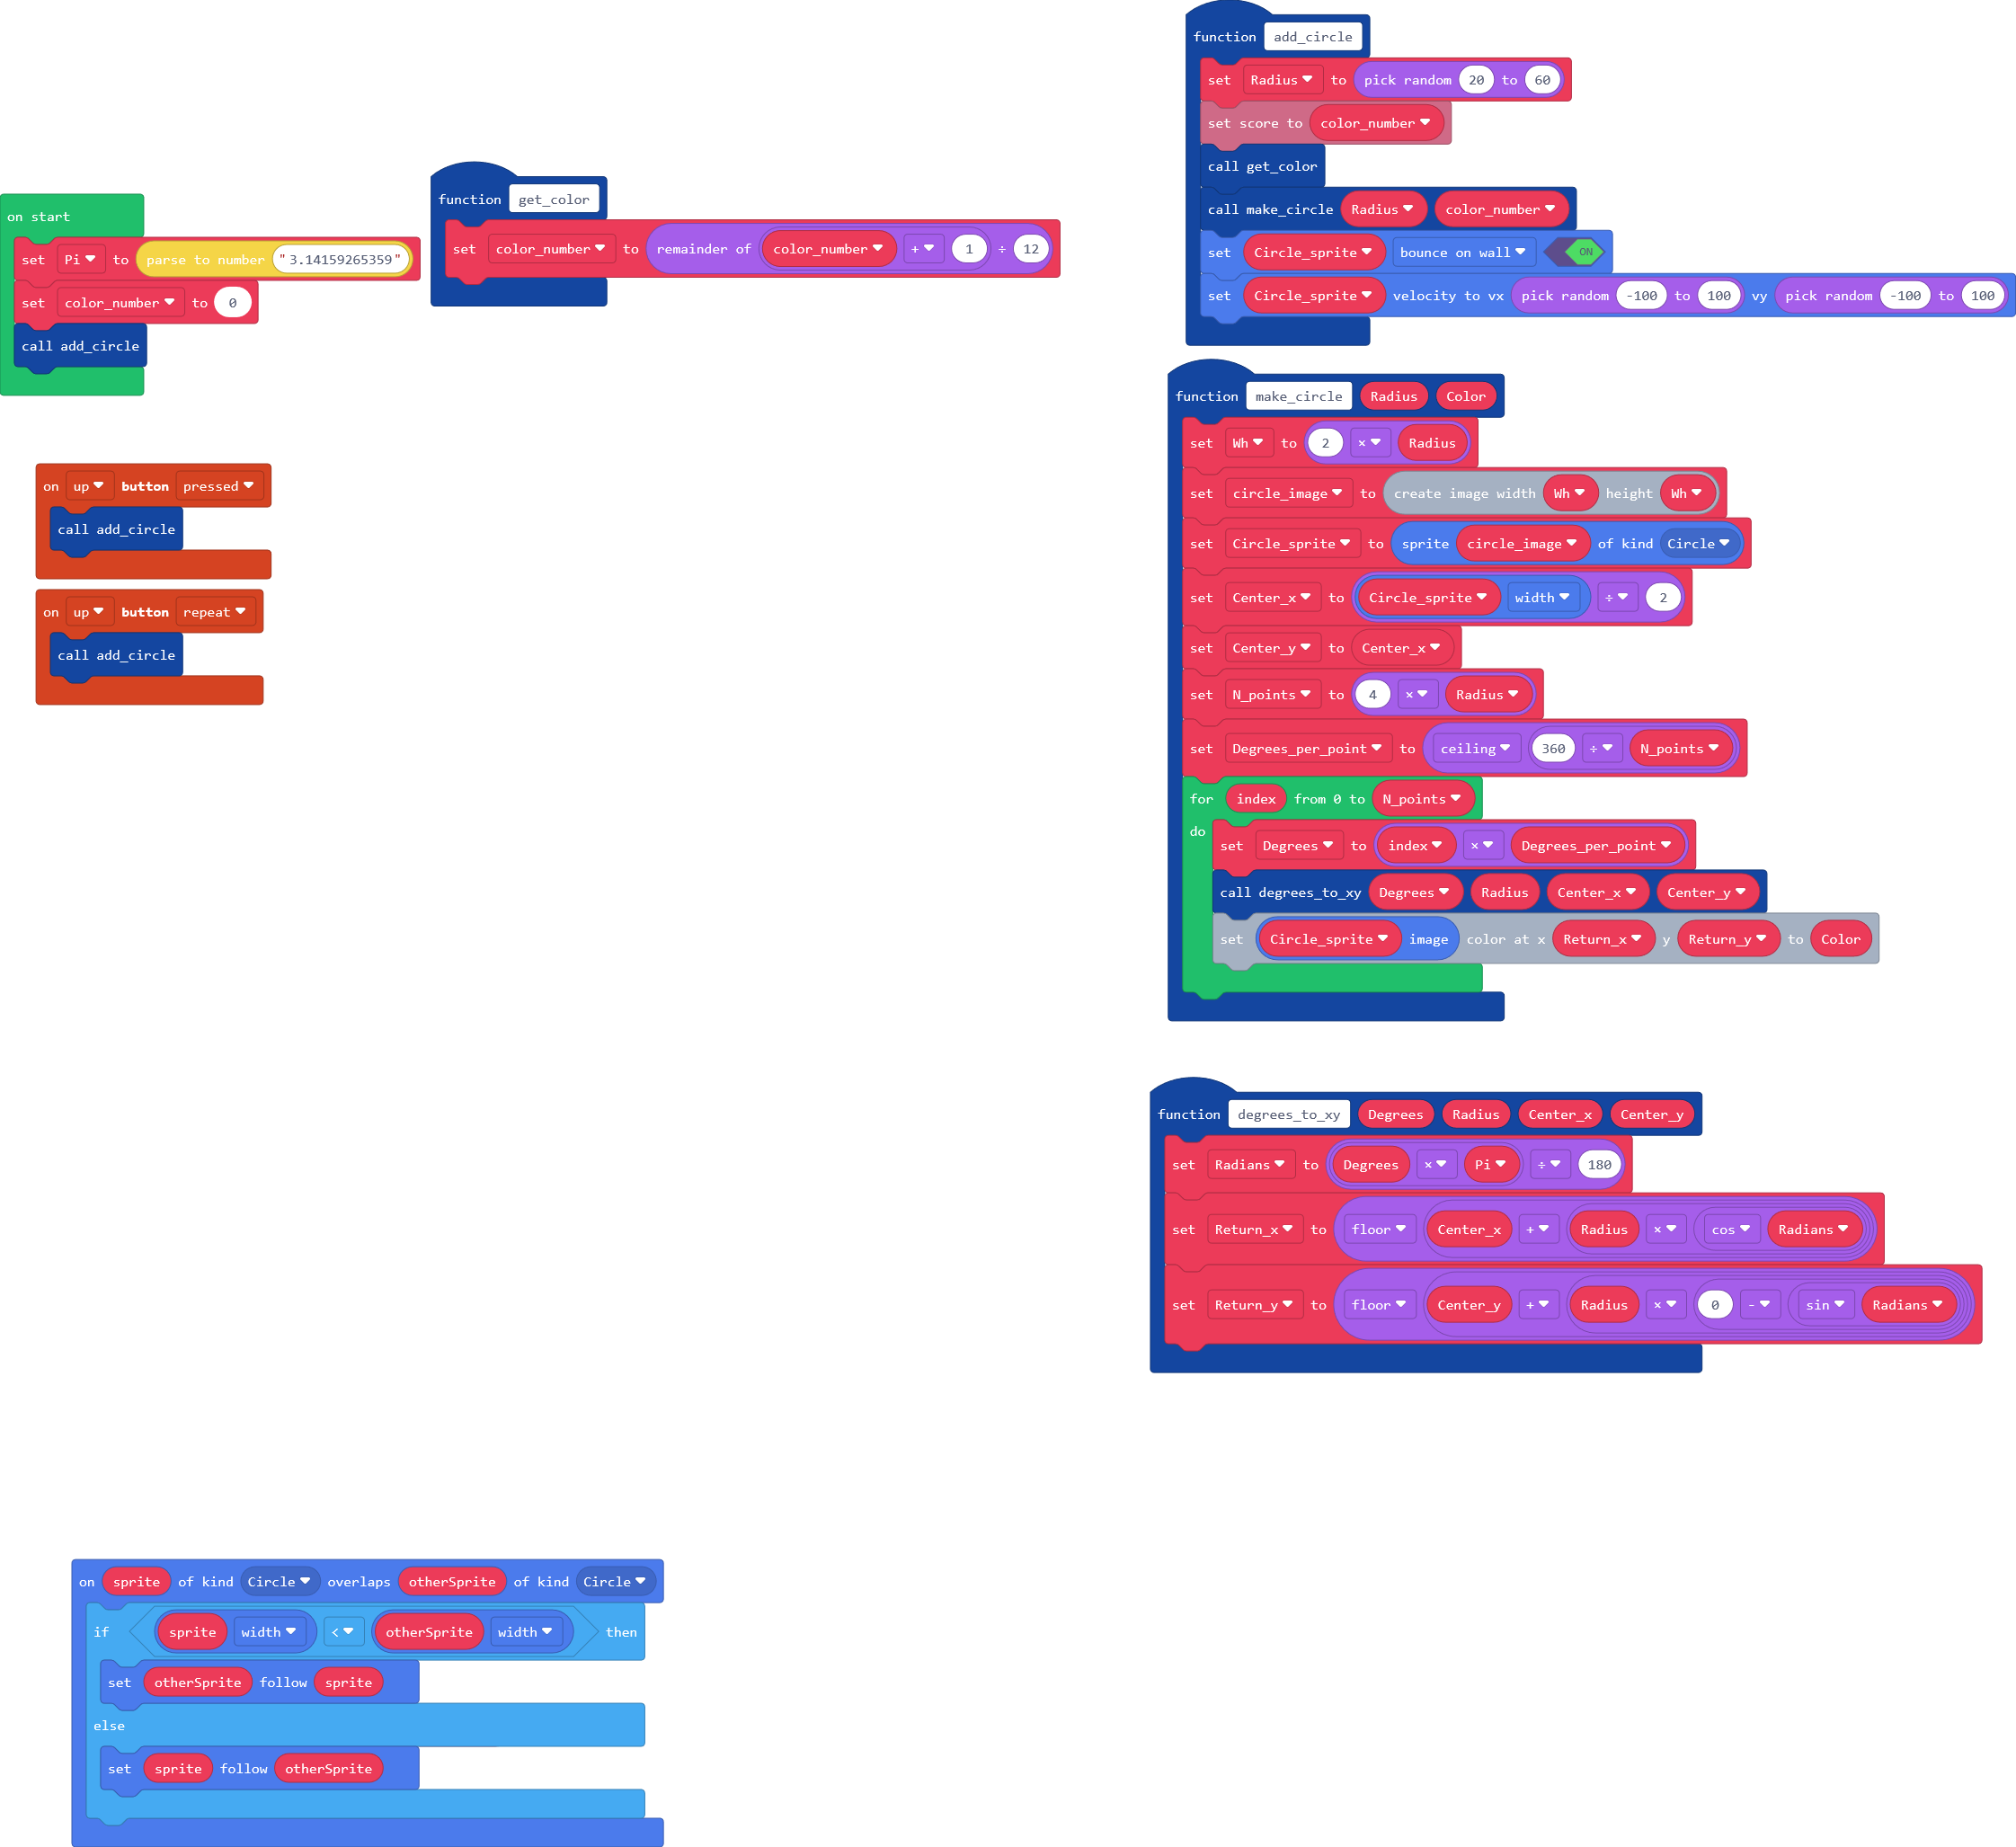 on start
set Pi to parse to number "3.14159265359"
set color_number to 0
call add_circle
function get_color
set color_number to remainder of color_number + 1 ÷ 12
function add_circle
set Radius to pick random 20 to 60
set score to color_number
call get_color
call make_circle Radius color_number
set Circle_sprite bounce on wall ON
set Circle_sprite velocity to vx pick random -100 to 100 vy pick random -100 to 100
on up button pressed
call add_circle
on up button repeat
call add_circle
function make_circle Radius Color
set Wh to 2 × Radius
set circle_image to create image width Wh height Wh
set Circle_sprite to sprite circle_image of kind Circle
set Center_x to Circle_sprite width ÷ 2
set Center_y to Center_x
set N_points to 4 × Radius
set Degrees_per_point to ceiling 360 ÷ N_points
for index from 0 to N_points
do
set Degrees to index × Degrees_per_point
call degrees_to_xy Degrees Radius Center_x Center_y
set Circle_sprite image color at x Return_x y Return_y to Color
function degrees_to_xy Degrees Radius Center_x Center_y
set Radians to Degrees × Pi ÷ 180
set Return_x to floor Center_x + Radius × cos Radians
set Return_y to floor Center_y + Radius × 0 - sin Radians
on sprite of kind Circle overlaps otherSprite of kind Circle
if sprite width < otherSprite width then
set otherSprite follow sprite
else
set sprite follow otherSprite